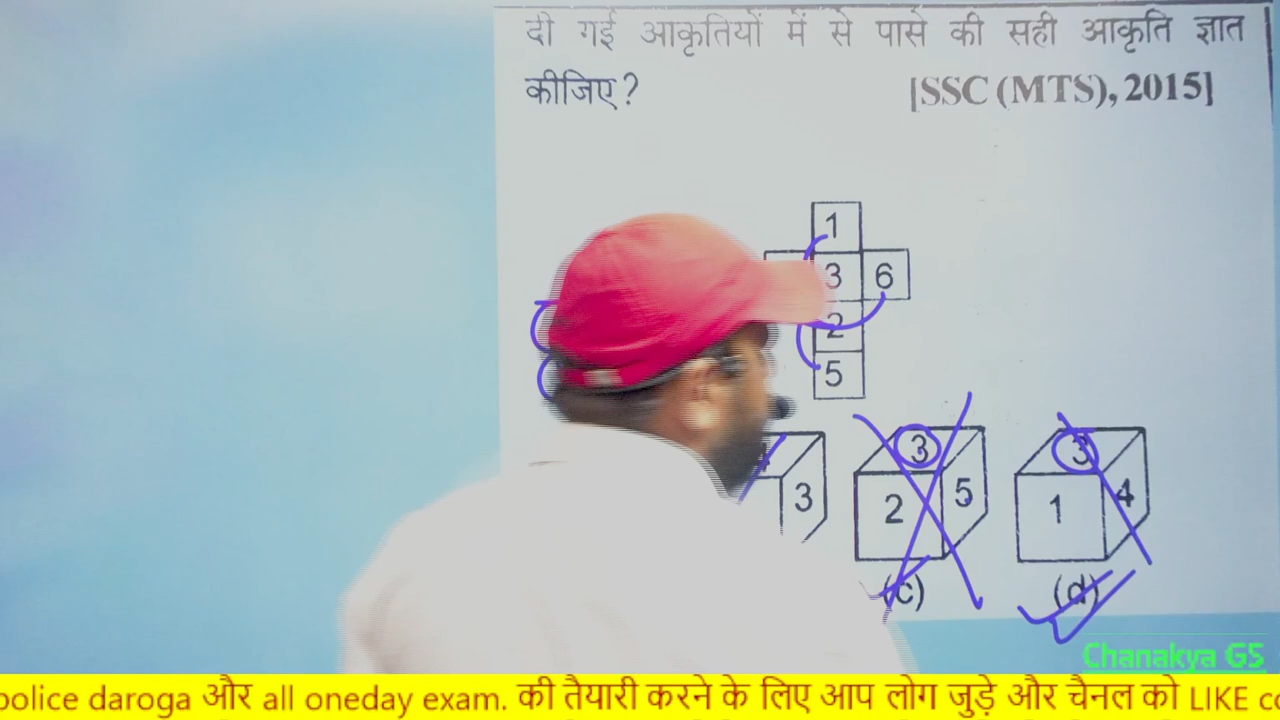 दी गई आकृतियों में से पासे की सही आकृति ज्ञात
कीजिए? [SSC (MTS), 2015]
1
3 6
2
5
3
3
2 5
3
1 4
(c) (d)
Chanakya GS
police daroga और all oneday exam. की तैयारी करने के लिए आप लोग जुड़े और चैनल को LIKE